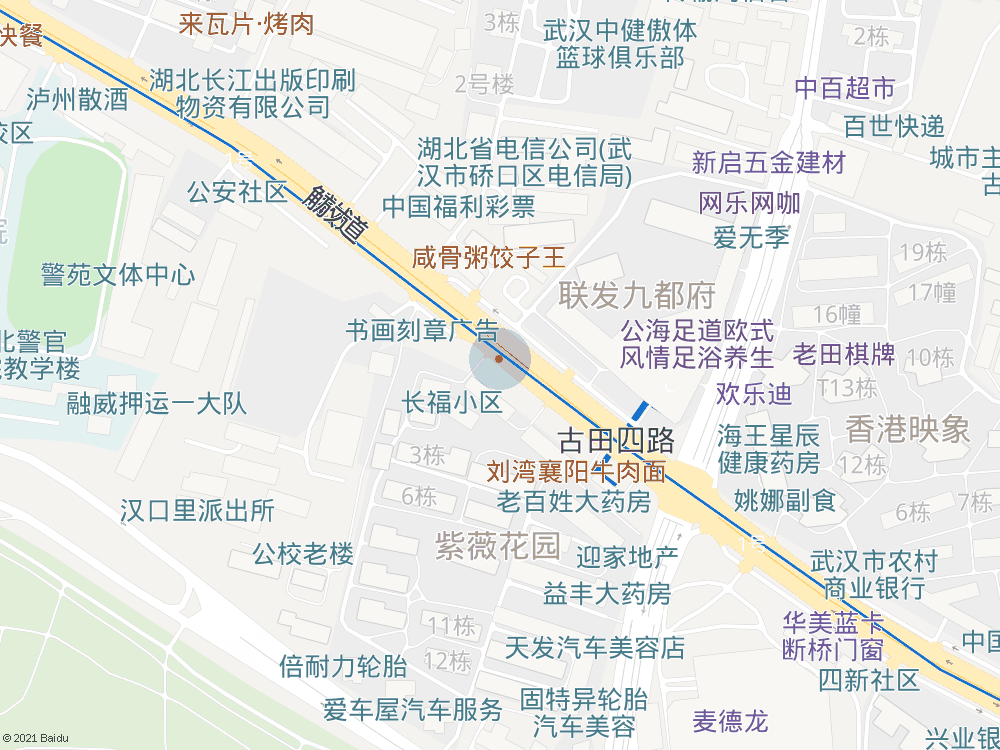 来瓦片·烤肉
快餐
3栋
武汉中健傲体
篮球俱乐部
2栋
2号楼
湖北长江出版印刷
物资有限公司
泸州散酒
中百超市
百世快递
校区
湖北省电信公司(武
汉市硚口区电信局)
新启五金建材
城市主
古
公安社区
中国福利彩票
网乐网咖
院
爱无季
19栋
警苑文体中心
咸骨粥饺子王
联发九都府
17幢
16幢
书画刻章广告
公海足道欧式
风情足浴养生
北警官
院教学楼
老田棋牌
10栋
T13栋
欢乐迪
融威押运一大队
长福小区
古田四路
海王星辰
健康药房
香港映象
3栋
12栋
刘湾襄阳牛肉面
6栋
老百姓大药房
姚娜副食
7栋
6栋
汉口里派出所
紫薇花园
公校老楼
迎家地产
武汉市农村
商业银行
益丰大药房
11栋
华美蓝卡
断桥门窗
天发汽车美容店
中国
12栋
倍耐力轮胎
四新社区
固特异轮胎
汽车美容
爱车屋汽车服务
麦德龙
兴业银
© 2021 Baidu